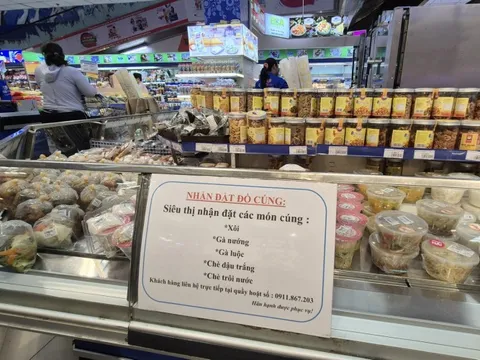 NHẬN ĐẶT ĐỒ CÚNG:
Siêu thị nhận đặt các món cúng :
*Xôi
*Gà nướng
*Gà luộc
*Chè đậu trắng
*Chè trôi nước
Khách hàng liên hệ trực tiếp tại quầy hoặt số : 0911.867.203
Hân hạnh được phục vụ!